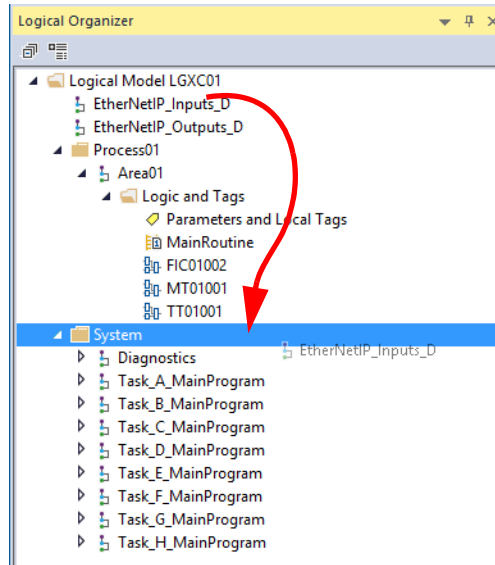 Logical Organizer
Logical Model LGXC01
EtherNetIP_Inputs_D
EtherNetIP_Outputs_D
Process01
Area01
Logic and Tags
Parameters and Local Tags
MainRoutine
FIC01002
MT01001
TT01001
System
EtherNetIP_Inputs_D
Diagnostics
Task_A_MainProgram
Task_B_MainProgram
Task_C_MainProgram
Task_D_MainProgram
Task_E_MainProgram
Task_F_MainProgram
Task_G_MainProgram
Task_H_MainProgram